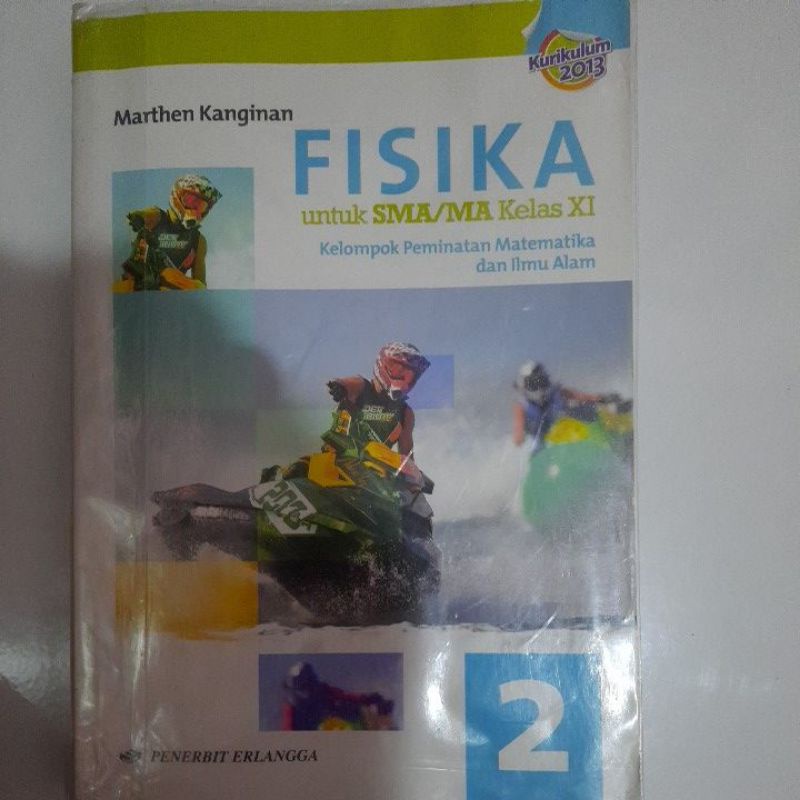 Kurikulum
2013
Marthen Kanginan
FISIKA
untuk SMA/MA Kelas XI
Kelompok Peminatan Matematika
dan Ilmu Alam
2
PENERBIT ERLANGGA